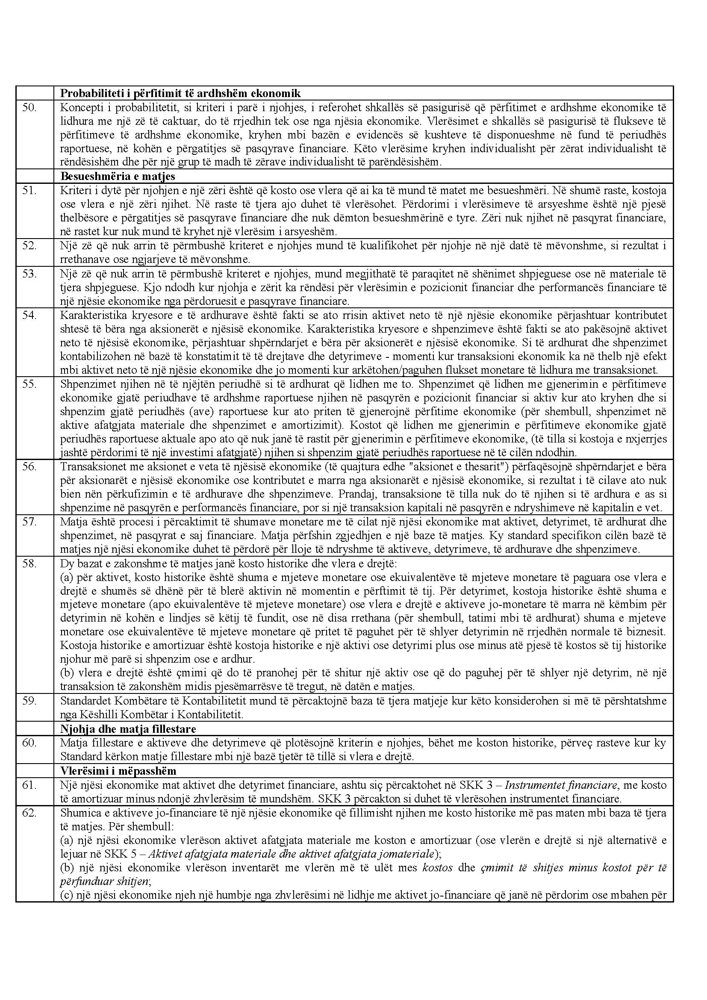 Probabiliteti i përfitimit të ardhshëm ekonomik
50. Koncepti i probabilitetit, si kriteri i parë i njohjes, i referohet shkallës së pasigurisë që përfitimet e ardhshme ekonomike të
lidhura me një zë të caktuar, do të rrjedhin tek ose nga njësia ekonomike. Vlerësimet e shkallës së pasigurisë të flukseve të
përfitimeve të ardhshme ekonomike, kryhen mbi bazën e evidencës së kushteve të disponueshme në fund të periudhës
raportuese, në kohën e përgatitjes së pasqyrave financiare. Këto vlerësime kryhen individualisht për zërat individualisht të
rëndësishëm dhe për një grup të madh të zërave individualisht të parëndësishëm.
Besueshmëria e matjes
51. Kriteri i dytë për njohjen e një zëri është që kosto ose vlera që ai ka të mund të matet me besueshmëri. Në shumë raste, kostoja
ose vlera e një zëri njihet. Në raste të tjera ajo duhet të vlerësohet. Përdorimi i vlerësimeve të arsyeshme është një pjesë
thelbësore e përgatitjes së pasqyrave financiare dhe nuk dëmton besueshmërinë e tyre. Zëri nuk njihet në pasqyrat financiare,
në rastet kur nuk mund të kryhet një vlerësim i arsyeshëm.
52. Një zë që nuk arrin të përmbushë kriteret e njohjes mund të kualifikohet për njohje në një datë të mëvonshme, si rezultat i
rrethanave ose ngjarjeve të mëvonshme.
53. Një zë që nuk arrin të përmbushë kriteret e njohjes, mund megjithatë të paraqitet në shënimet shpjeguese ose në materiale të
tjera shpjeguese. Kjo ndodh kur njohja e zërit ka rëndësi për vlerësimin e pozicionit financiar dhe performancës financiare të
një njësie ekonomike nga përdoruesit e pasqyrave financiare.
54. Karakteristika kryesore e të ardhurave është fakti se ato rrisin aktivet neto të një njësie ekonomike përjashtuar kontributet
shtesë të bëra nga aksionerët e njësisë ekonomike. Karakteristika kryesore e shpenzimeve është fakti se ato pakësojnë aktivet
neto të njësisë ekonomike, përjashtuar shpërndarjet e bëra për aksionerët e njësisë ekonomike. Si të ardhurat dhe shpenzimet
kontabilizohen në bazë të konstatimit të të drejtave dhe detyrimeve - momenti kur transaksioni ekonomik ka në thelb një efekt
mbi aktivet neto të një njësie ekonomike dhe jo momenti kur arkëtohen/paguhen flukset monetare të lidhura me transaksionet.
55. Shpenzimet njihen në të njëjtën periudhë si të ardhurat që lidhen me to. Shpenzimet që lidhen me gjenerimin e përfitimeve
ekonomike gjatë periudhave të ardhshme raportuese njihen në pasqyrën e pozicionit financiar si aktiv kur ato kryhen dhe si
shpenzim gjatë periudhës (ave) raportuese kur ato priten të gjenerojnë përfitime ekonomike (për shembull, shpenzimet në
aktive afatgjata materiale dhe shpenzimet e amortizimit). Kostot që lidhen me gjenerimin e përfitimeve ekonomike gjatë
periudhës raportuese aktuale apo ato që nuk janë të rastit për gjenerimin e përfitimeve ekonomike, (të tilla si kostoja e nxjerrjes
jashtë përdorimi të një investimi afatgjatë) njihen si shpenzim gjatë periudhës raportuese në të cilën ndodhin.
56. Transaksionet me aksionet e veta të njësisë ekonomike (të quajtura edhe "aksionet e thesarit") përfaqësojnë shpërndarjet e bëra
për aksionarët e njësisë ekonomike ose kontributet e marra nga aksionarët e njësisë ekonomike, si rezultat i të cilave ato nuk
bien nën përkufizimin e të ardhurave dhe shpenzimeve. Prandaj, transaksione të tilla nuk do të njihen si të ardhura e as si
shpenzime në pasqyrën e performancës financiare, por si një transaksion kapitali në pasqyrën e ndryshimeve në kapitalin e vet.
57. Matja është procesi i përcaktimit të shumave monetare me të cilat një njësi ekonomike mat aktivet, detyrimet, të ardhurat dhe
shpenzimet, në pasqyrat e saj financiare. Matja përfshin zgjedhjen e një baze të matjes. Ky standard specifikon cilën bazë të
matjes një njësi ekonomike duhet të përdorë për lloje të ndryshme të aktiveve, detyrimeve, të ardhurave dhe shpenzimeve.
58. Dy bazat e zakonshme të matjes janë kosto historike dhe vlera e drejtë:
(a) për aktivet, kosto historike është shuma e mjeteve monetare ose ekuivalentëve të mjeteve monetare të paguara ose vlera e
drejtë e shumës së dhënë për të blerë aktivin në momentin e përftimit të tij. Për detyrimet, kostoja historike është shuma e
mjeteve monetare (apo ekuivalentëve të mjeteve monetare) ose vlera e drejtë e aktiveve jo-monetare të marra në këmbim për
detyrimin në kohën e lindjes së këtij të fundit, ose në disa rrethana (për shembull, tatimi mbi të ardhurat) shuma e mjeteve
monetare ose ekuivalentëve të mjeteve monetare që pritet të paguhet për të shlyer detyrimin në rrjedhën normale të biznesit.
Kostoja historike e amortizuar është kostoja historike e një aktivi ose detyrimi plus ose minus atë pjesë të kostos së tij historike
njohur më parë si shpenzim ose e ardhur.
(b) vlera e drejtë është çmimi që do të pranohej për të shitur një aktiv ose që do paguhej për të shlyer një detyrim, në një
transaksion të zakonshëm midis pjesëmarrësve të tregut, në datën e matjes.
59. Standardet Kombëtare të Kontabilitetit mund të përcaktojnë baza të tjera matjeje kur këto konsiderohen si më të përshtatshme
nga Këshilli Kombëtar i Kontabilitetit.
Njohja dhe matja fillestare
60. Matja fillestare e aktiveve dhe detyrimeve që plotësojnë kriterin e njohjes, bëhet me koston historike, përveç rasteve kur ky
Standard kërkon matje fillestare mbi një bazë tjetër të tillë si vlera e drejtë.
Vlerësimi i mëpasshëm
61. Një njësi ekonomike mat aktivet dhe detyrimet financiare, ashtu siç përcaktohet në SKK 3 – Instrumentet financiare, me kosto
të amortizuar minus ndonjë zhvlerësim të mundshëm. SKK 3 përcakton si duhet të vlerësohen instrumentet financiare.
62. Shumica e aktiveve jo-financiare të një njësie ekonomike që fillimisht njihen me kosto historike më pas maten mbi baza të tjera
të matjes. Për shembull:
(a) një njësi ekonomike vlerëson aktivet afatgjata materiale me koston e amortizuar (ose vlerën e drejtë si një alternativë e
lejuar në SKK 5 – Aktivet afatgjata materiale dhe aktivet afatgjata jomateriale);
(b) një njësi ekonomike vlerëson inventarët me vlerën më të ulët mes kostos dhe çmimit të shitjes minus kostot për të
përfunduar shitjen;
(c) një njësi ekonomike njeh një humbje nga zhvlerësimi në lidhje me aktivet jo-financiare që janë në përdorim ose mbahen për